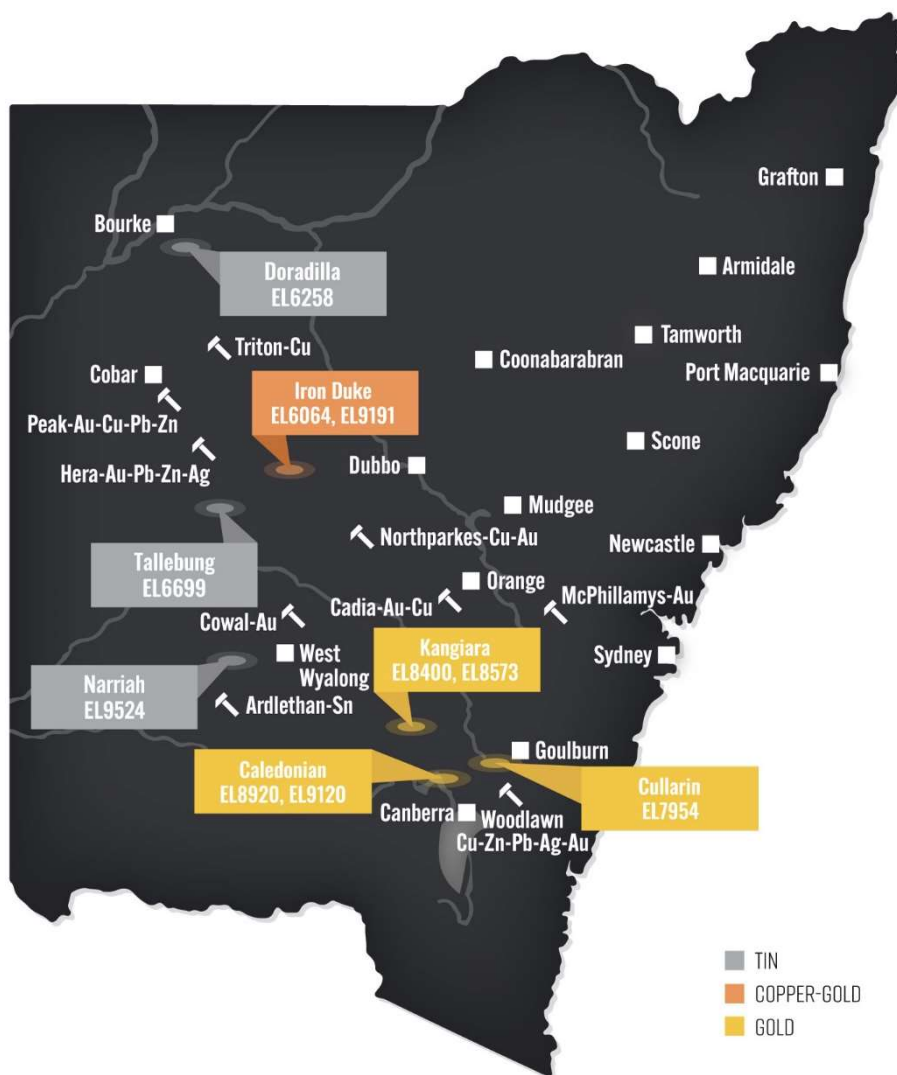 Grafton
Bourke
Doradilla
EL6258
Armidale
Triton-Cu
Tamworth
Coonabarabran
Cobar
Port Macquarie
Iron Duke
EL6064, EL9191
Peak-Au-Cu-Pb-Zn
Scone
Hera-Au-Pb-Zn-Ag
Dubbo
Mudgee
Northparkes-Cu-Au
Newcastle
Tallebung
EL6699
Orange
McPhillamys-Au
Cadia-Au-Cu
Cowal-Au
Kangiara
EL8400, EL8573
West
Wyalong
Sydney
Narriah
EL9524
Ardlethan-Sn
Goulburn
Caledonian
EL8920, EL9120
Cullarin
EL7954
Canberra
Woodlawn
Cu-Zn-Pb-Ag-Au
TIN
COPPER-GOLD
GOLD